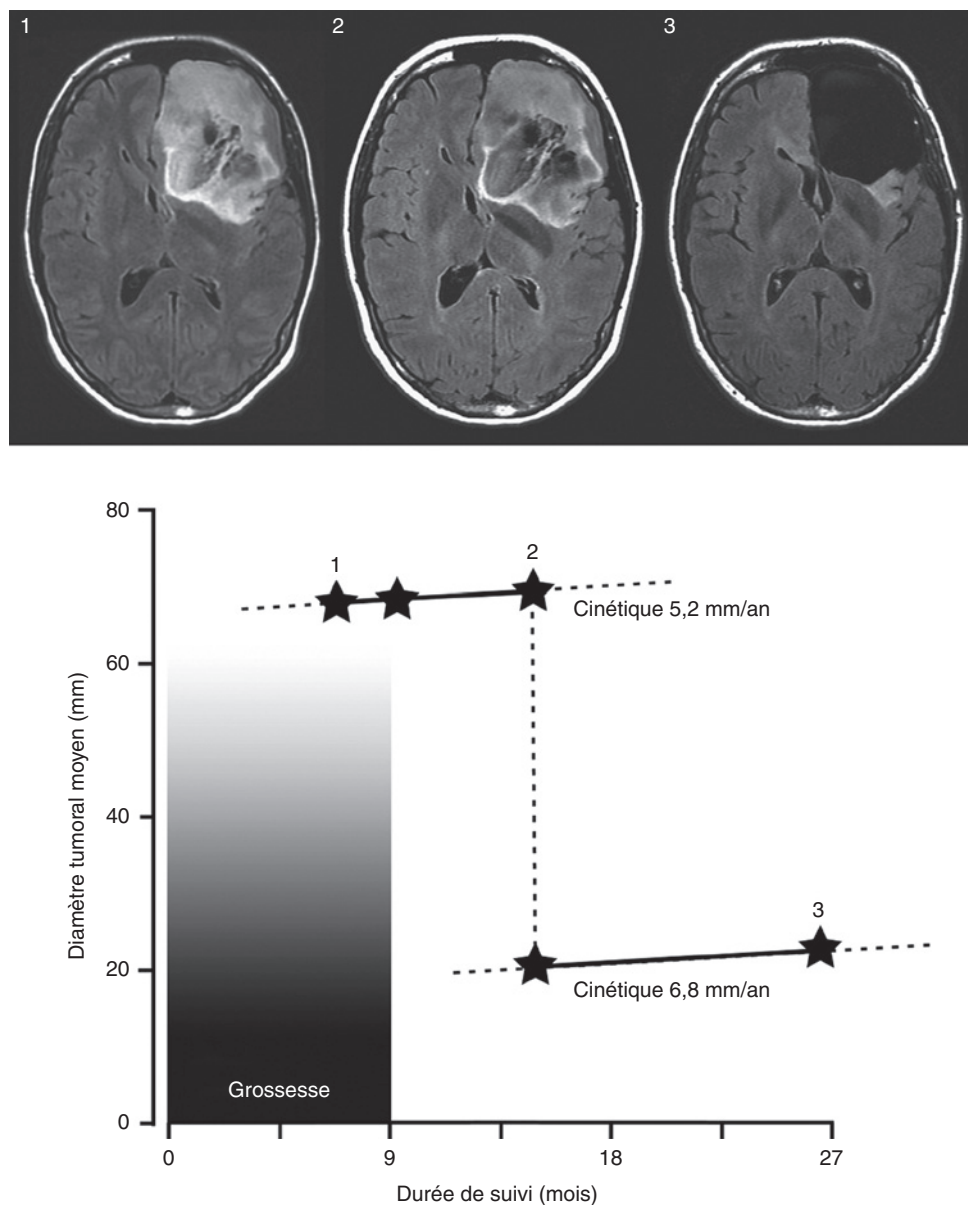 1 2 3
80
60
40
20
0
Diamètre tumoral moyen (mm)
1
2
Cinétique 5,2 mm/an
3
Cinétique 6,8 mm/an
Grossesse
0 9 18 27
Durée de suivi (mois)